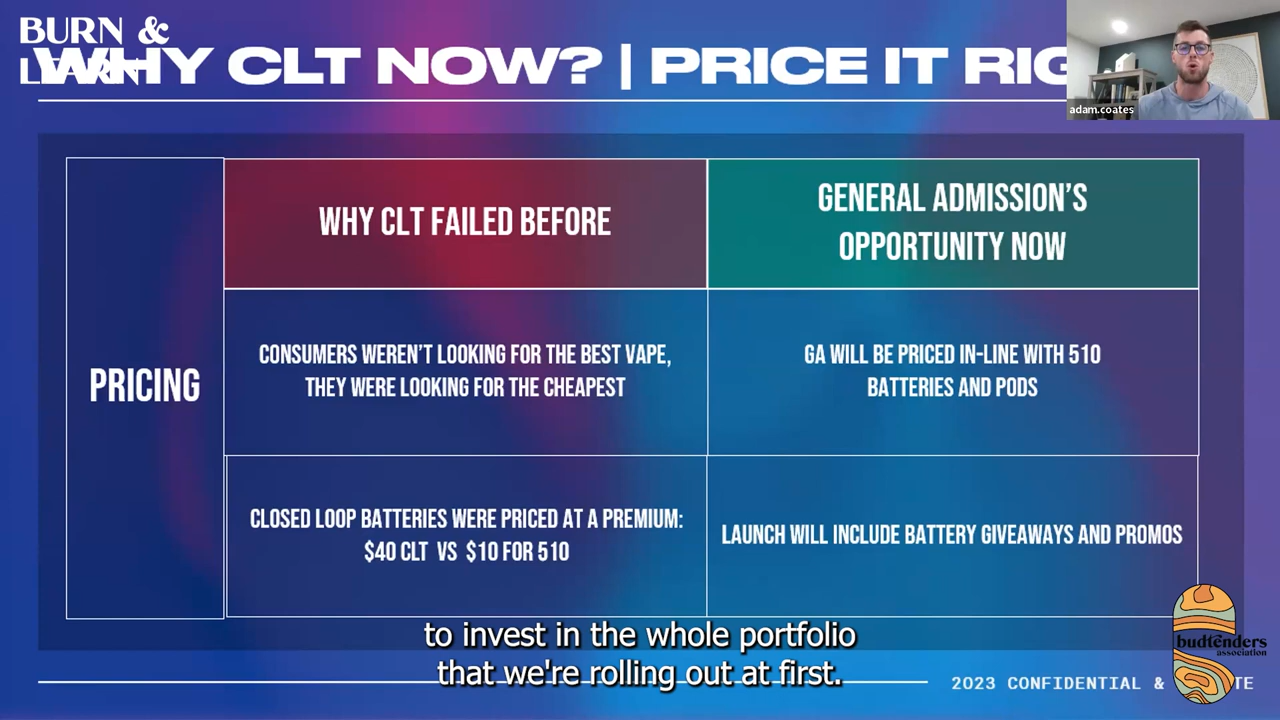 BURN &
LEARN
WHY CLT NOW? | PRICE IT RIG
adam.coates
WHY CLT FAILED BEFORE
GENERAL ADMISSION'S
OPPORTUNITY NOW
PRICING
CONSUMERS WEREN'T LOOKING FOR THE BEST VAPE,
THEY WERE LOOKING FOR THE CHEAPEST
GA WILL BE PRICED IN-LINE WITH 510
BATTERIES AND PODS
CLOSED LOOP BATTERIES WERE PRICED AT A PREMIUM:
$40 CLT VS $10 FOR 510
LAUNCH WILL INCLUDE BATTERY GIVEAWAYS AND PROMOS
to invest in the whole portfolio
that we're rolling out at first.
budtenders
association
2023 CONFIDENTIAL & TE